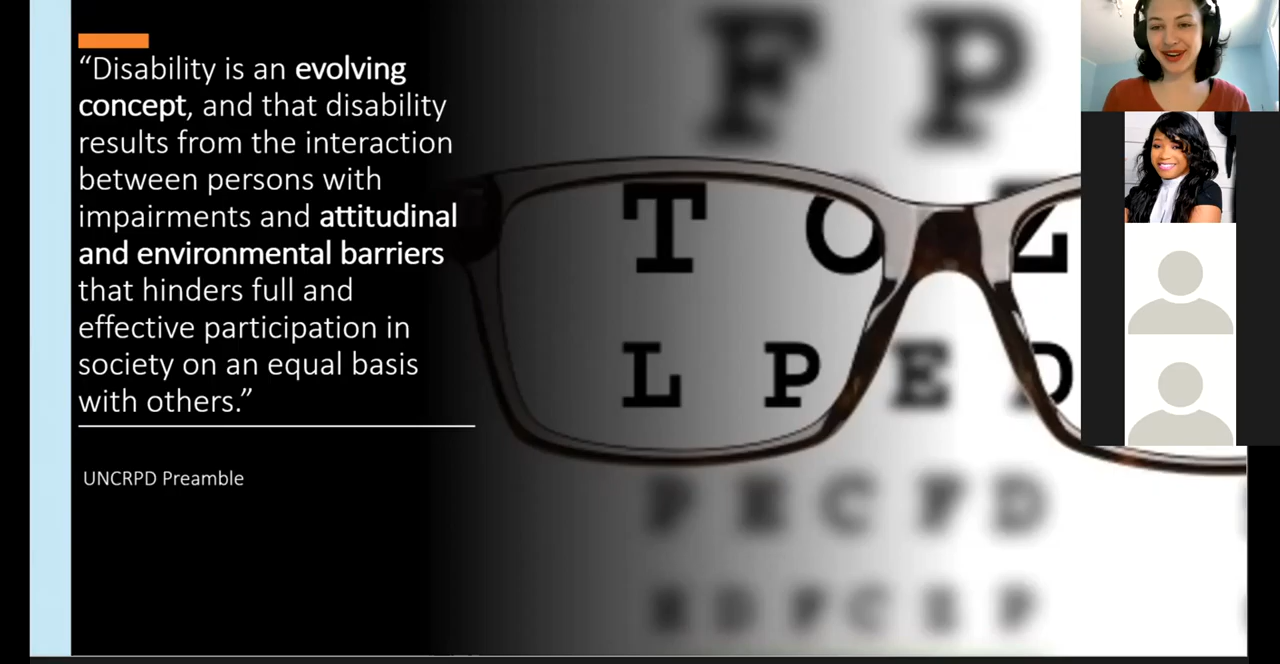 “Disability is an evolving
concept, and that disability
results from the interaction
between persons with
impairments and attitudinal
and environmental barriers
that hinders full and
effective participation in
society on an equal basis
with others.”
UNCRPD Preamble
F P
T O Z
L P E D
P E C F D